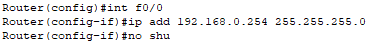 Router(config)#int f0/0
Router(config-if)#ip add 192.168.0.254 255.255.255.0
Router(config-if)#no shu